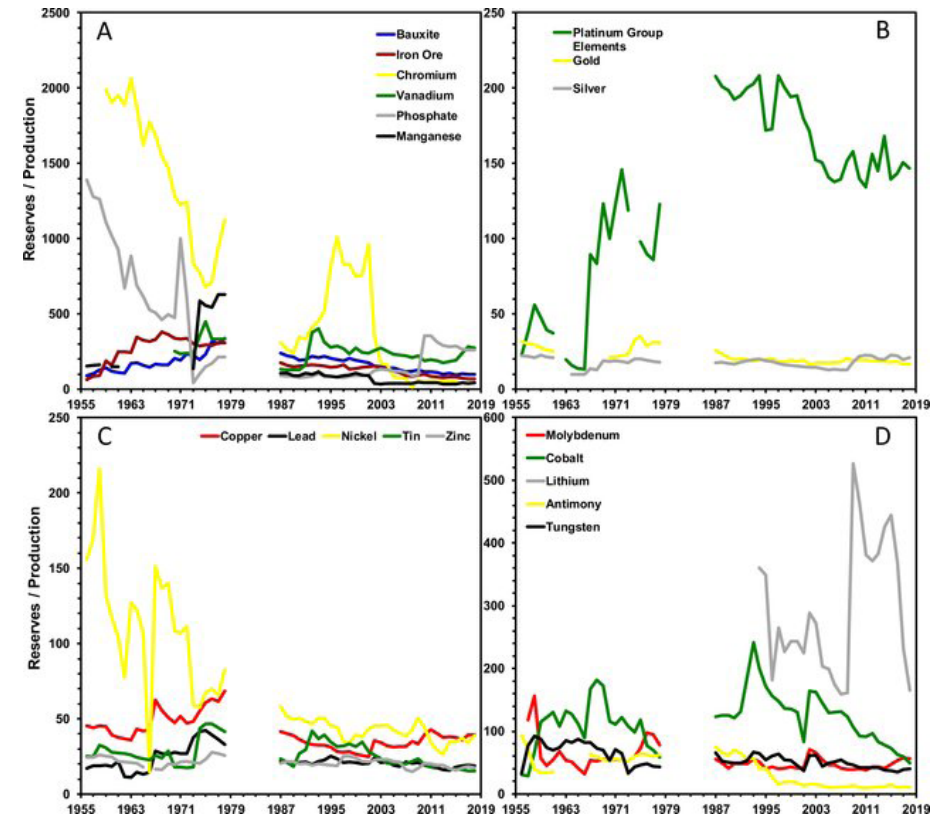 A
2500
2000
1500
1000
500
0
Reserves / Production
Bauxite
Iron Ore
Chromium
Vanadium
Phosphate
Manganese
1955 1963 1971 1979 1987 1995 2003 2011 2019
B
250
200
150
100
50
0
Platinum Group
Elements
Gold
Silver
1955 1963 1971 1979 1987 1995 2003 2011 2019
C
250
200
150
100
50
0
Reserves / Production
Copper Lead Nickel Tin Zinc
1955 1963 1971 1979 1987 1995 2003 2011 2019
D
600
500
400
300
200
100
0
Molybdenum
Cobalt
Lithium
Antimony
Tungsten
1955 1963 1971 1979 1987 1995 2003 2011 2019